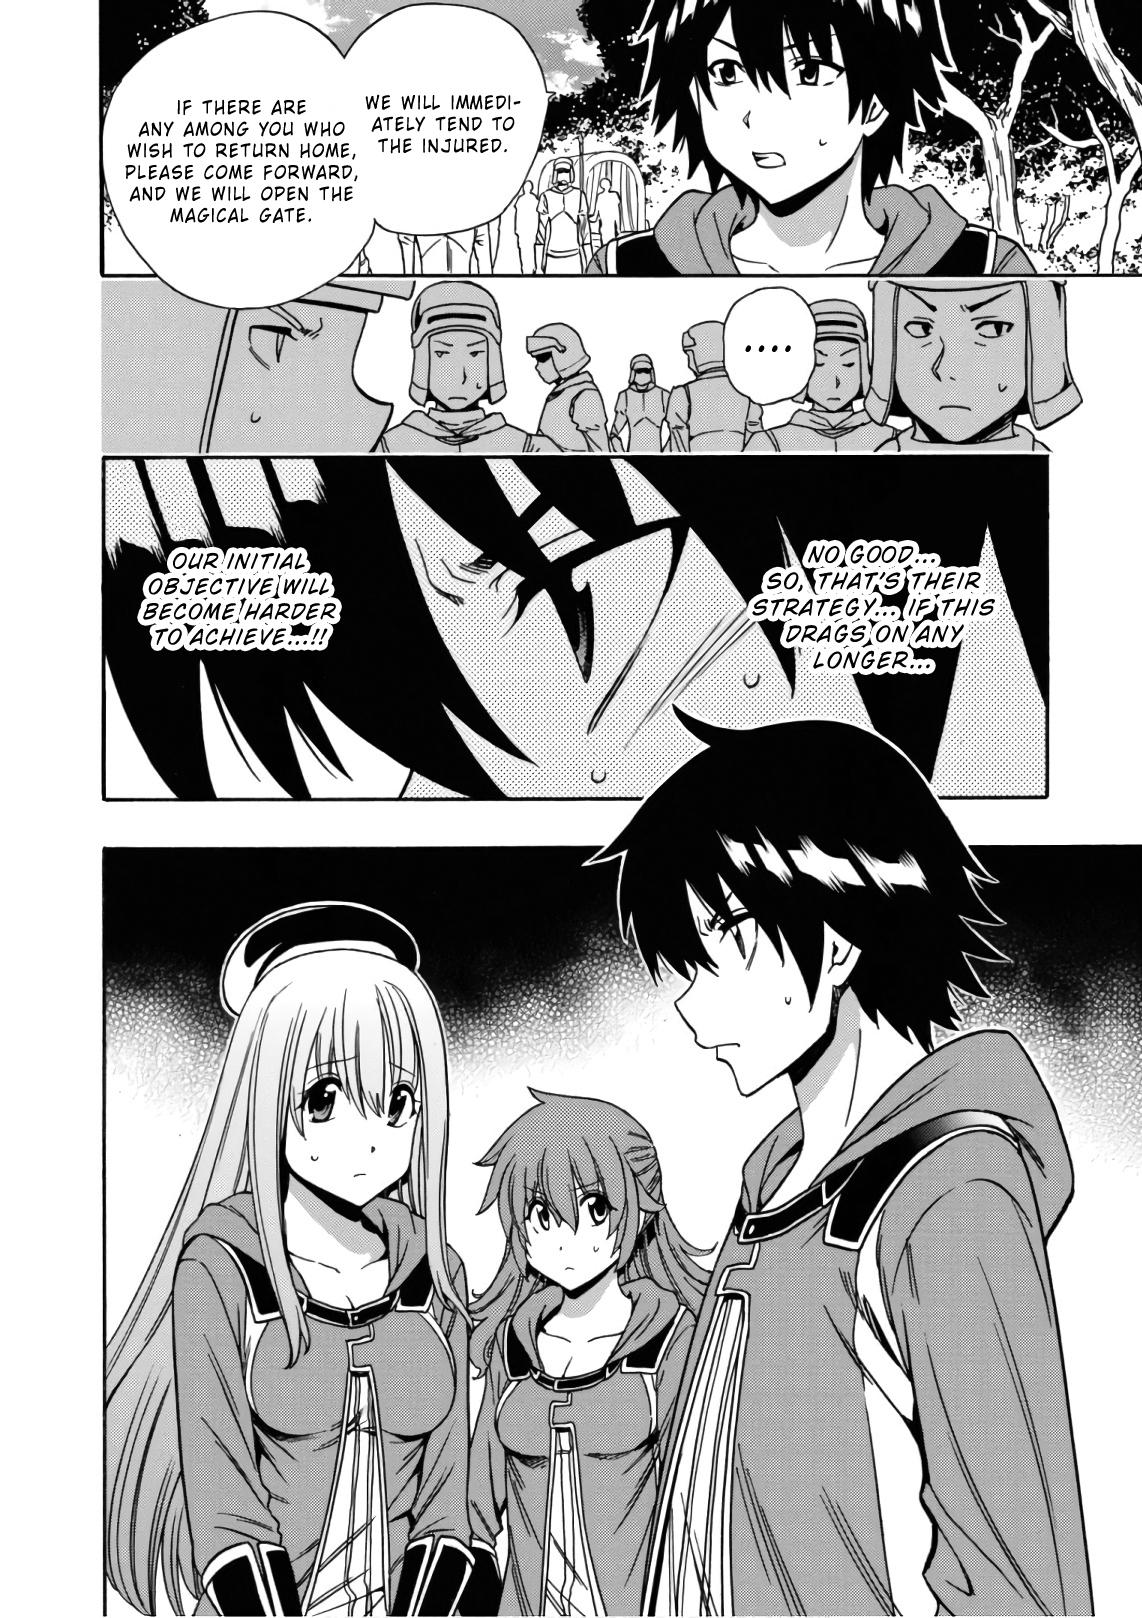 WE WILL IMMEDI-
ATELY TEND TO
THE INJURED.
IF THERE ARE
ANY AMONG YOU WHO
WISH TO RETURN HOME,
PLEASE COME FORWARD,
AND WE WILL OPEN THE
MAGICAL GATE.
....
NO GOOD...
SO, THAT'S THEIR
STRATEGY... IF THIS
DRAGS ON ANY
LONGER...
OUR INITIAL
OBJECTIVE WILL
BECOME HARDER
TO ACHIEVE...!!